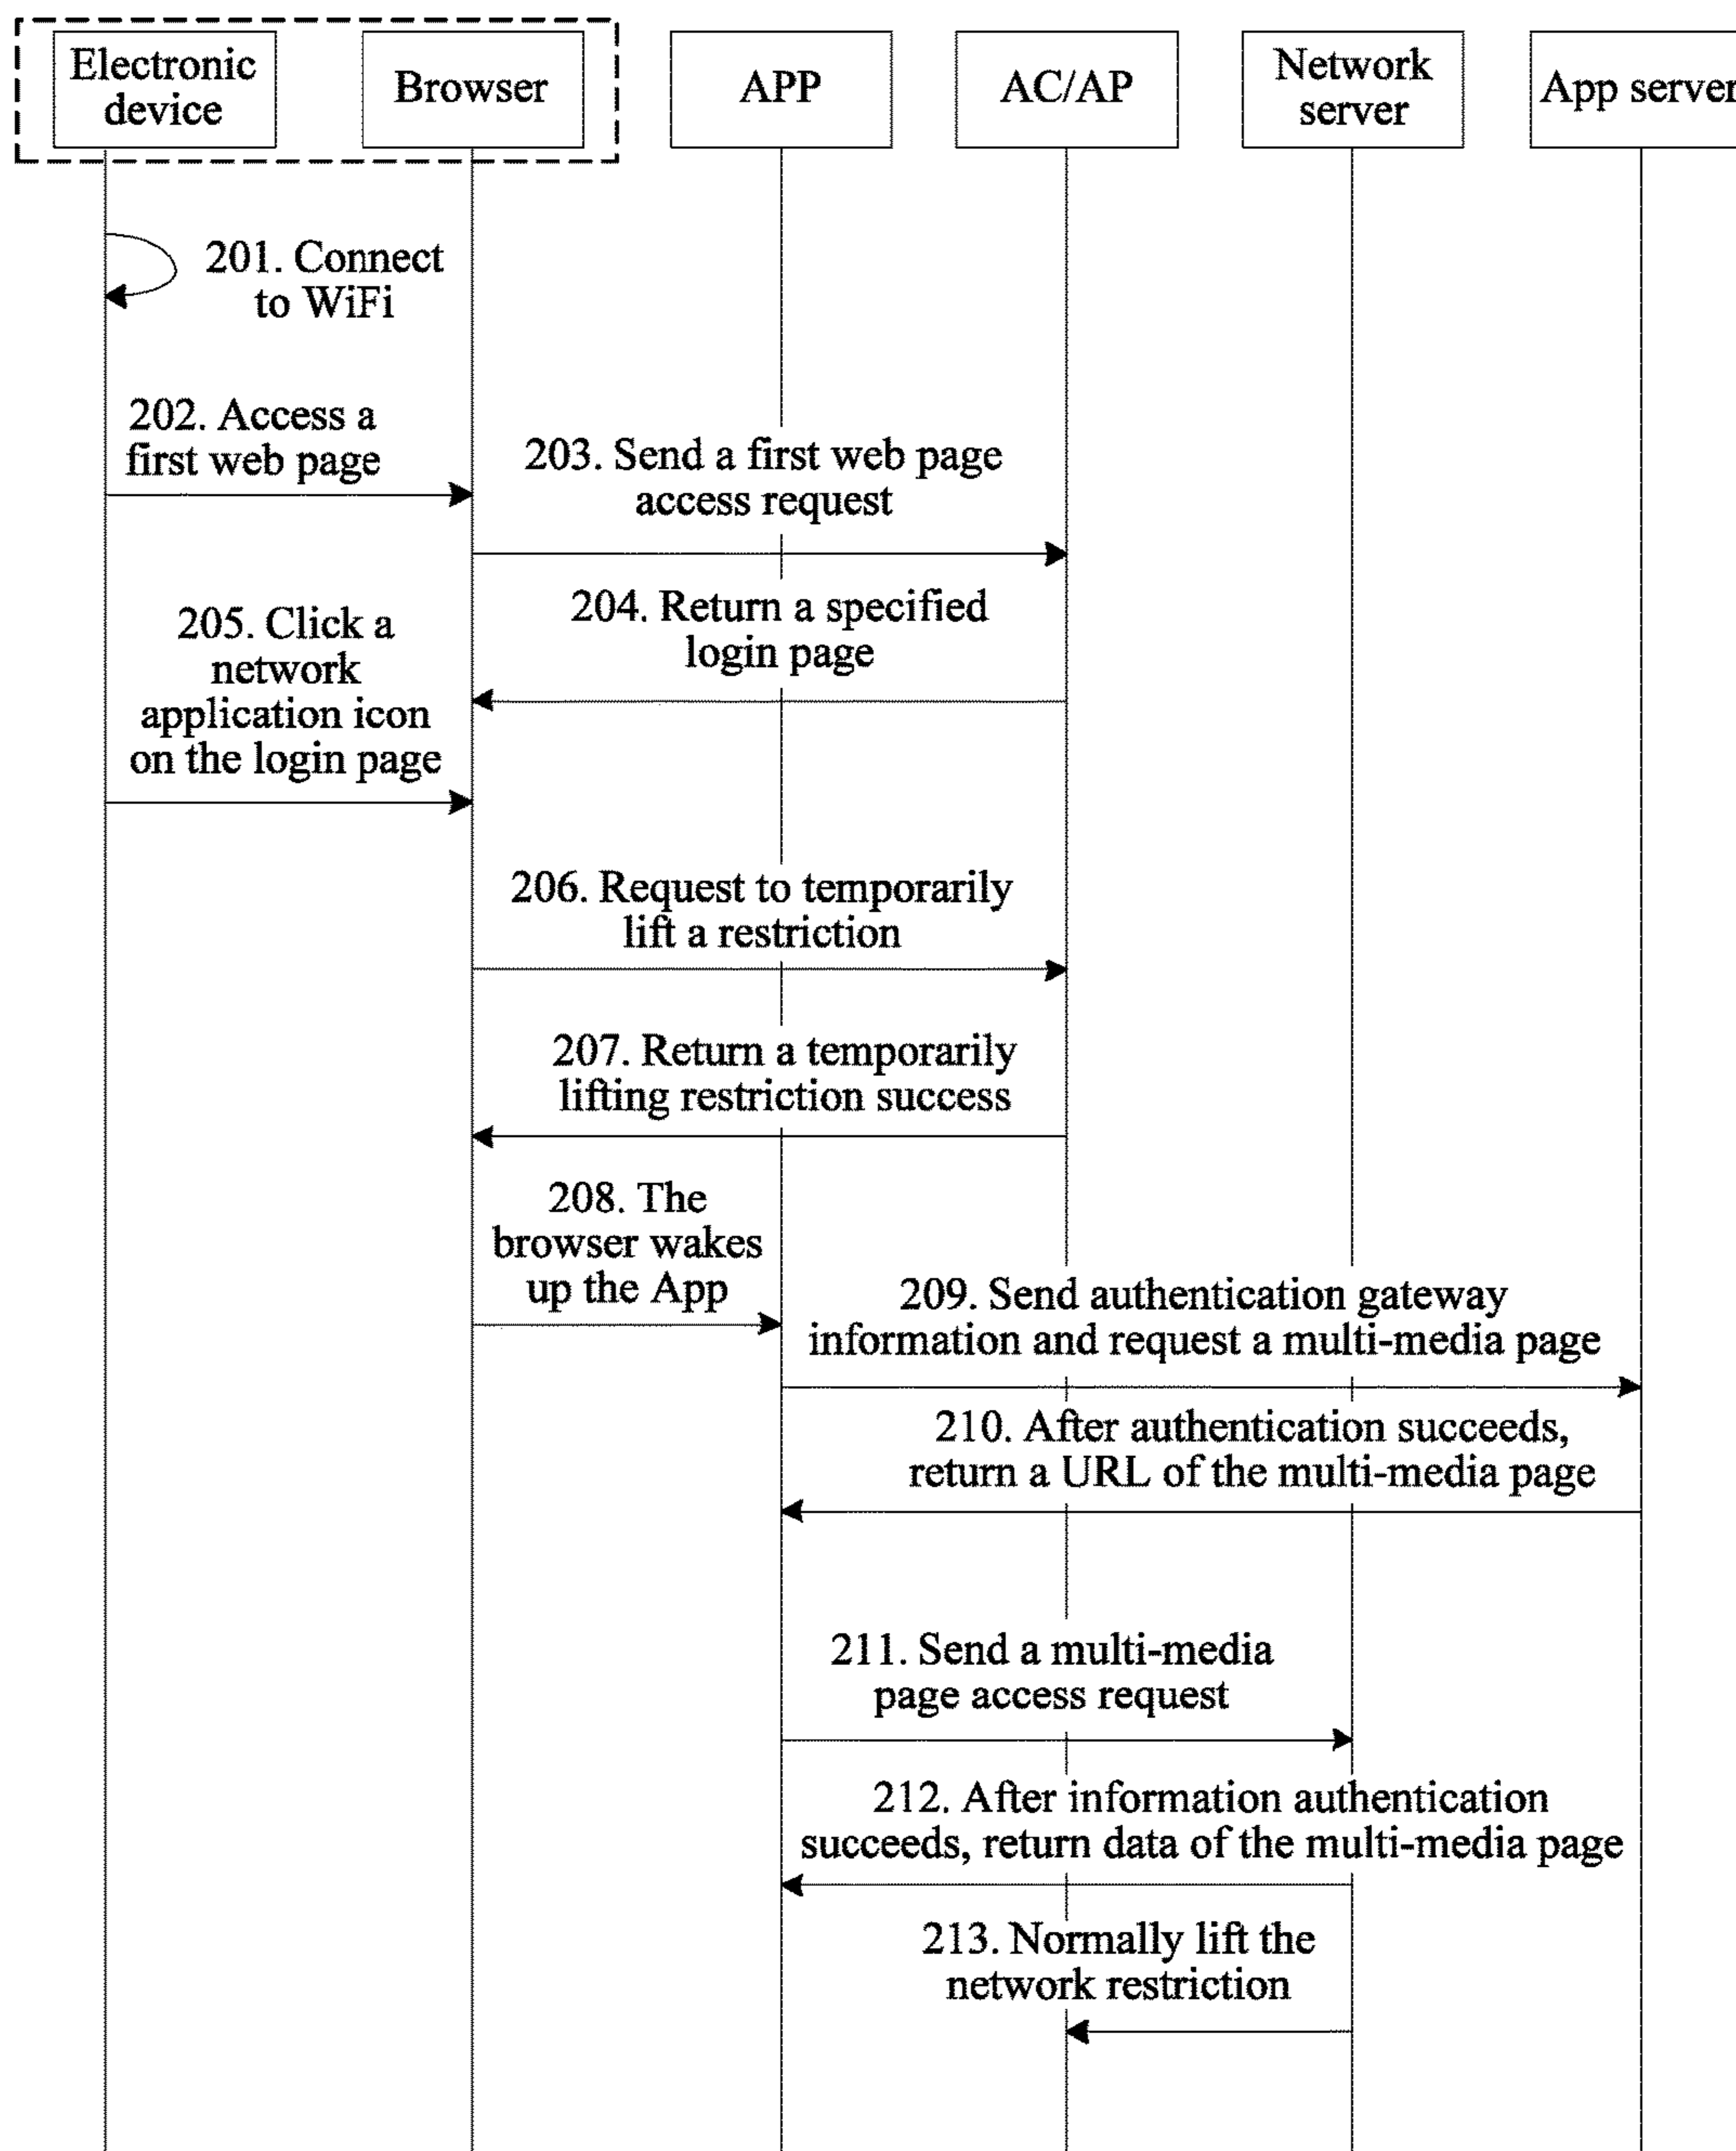 Electronic
device
Browser
APP
AC/AP
Network
server
App server
201. Connect
to WiFi
202. Access a
first web page
203. Send a first web page
access request
204. Return a specified
login page
205. Click a
network
application icon
on the login page
206. Request to temporarily
lift a restriction
207. Return a temporarily
lifting restriction success
208. The
browser wakes
up the App
209. Send authentication gateway
information and request a multi-media page
210. After authentication succeeds,
return a URL of the multi-media page
211. Send a multi-media
page access request
212. After information authentication
succeeds, return data of the multi-media page
213. Normally lift the
network restriction